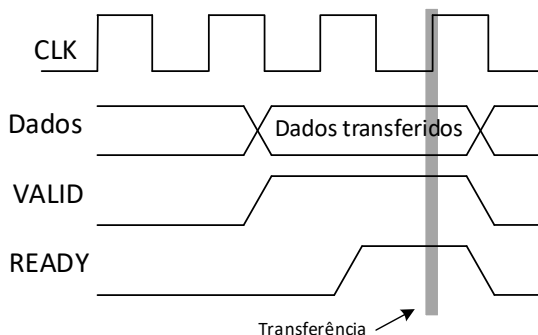 CLK
Dados
Dados transferidos
VALID
READY
Transferência